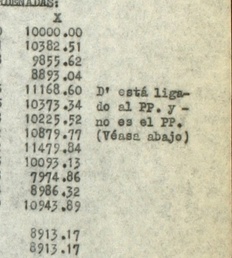 DENADAS:
X
10000.00
10382.51
9855.62
8893.04
11168.60 D' está liga-
10373.34 do al PP. y -
10225.52 no es el PP.
10879.77 (Véasa abajo)
11479.84
10093.13
7974.86
8986.32
10943.89
8913.17
8913.17